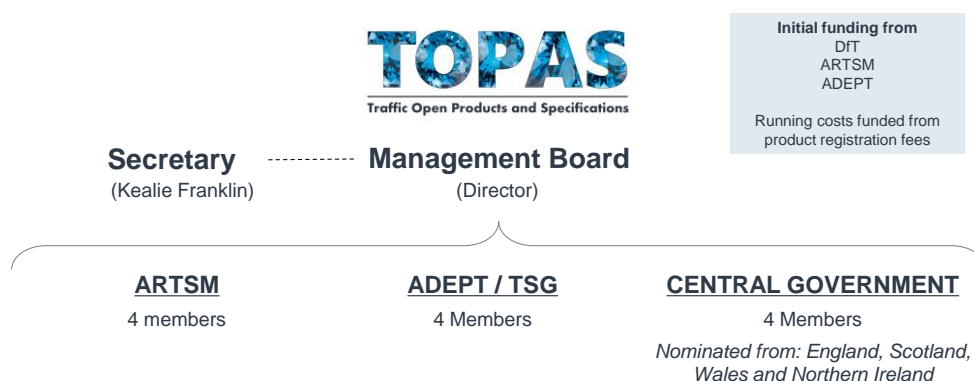 TOPAS
Traffic Open Products and Specifications
Initial funding from
DfT
ARTSM
ADEPT
Running costs funded from
product registration fees
Secretary
(Kealie Franklin)
Management Board
(Director)
ARTSM
4 members
ADEPT / TSG
4 Members
CENTRAL GOVERNMENT
4 Members
Nominated from: England, Scotland,
Wales and Northern Ireland